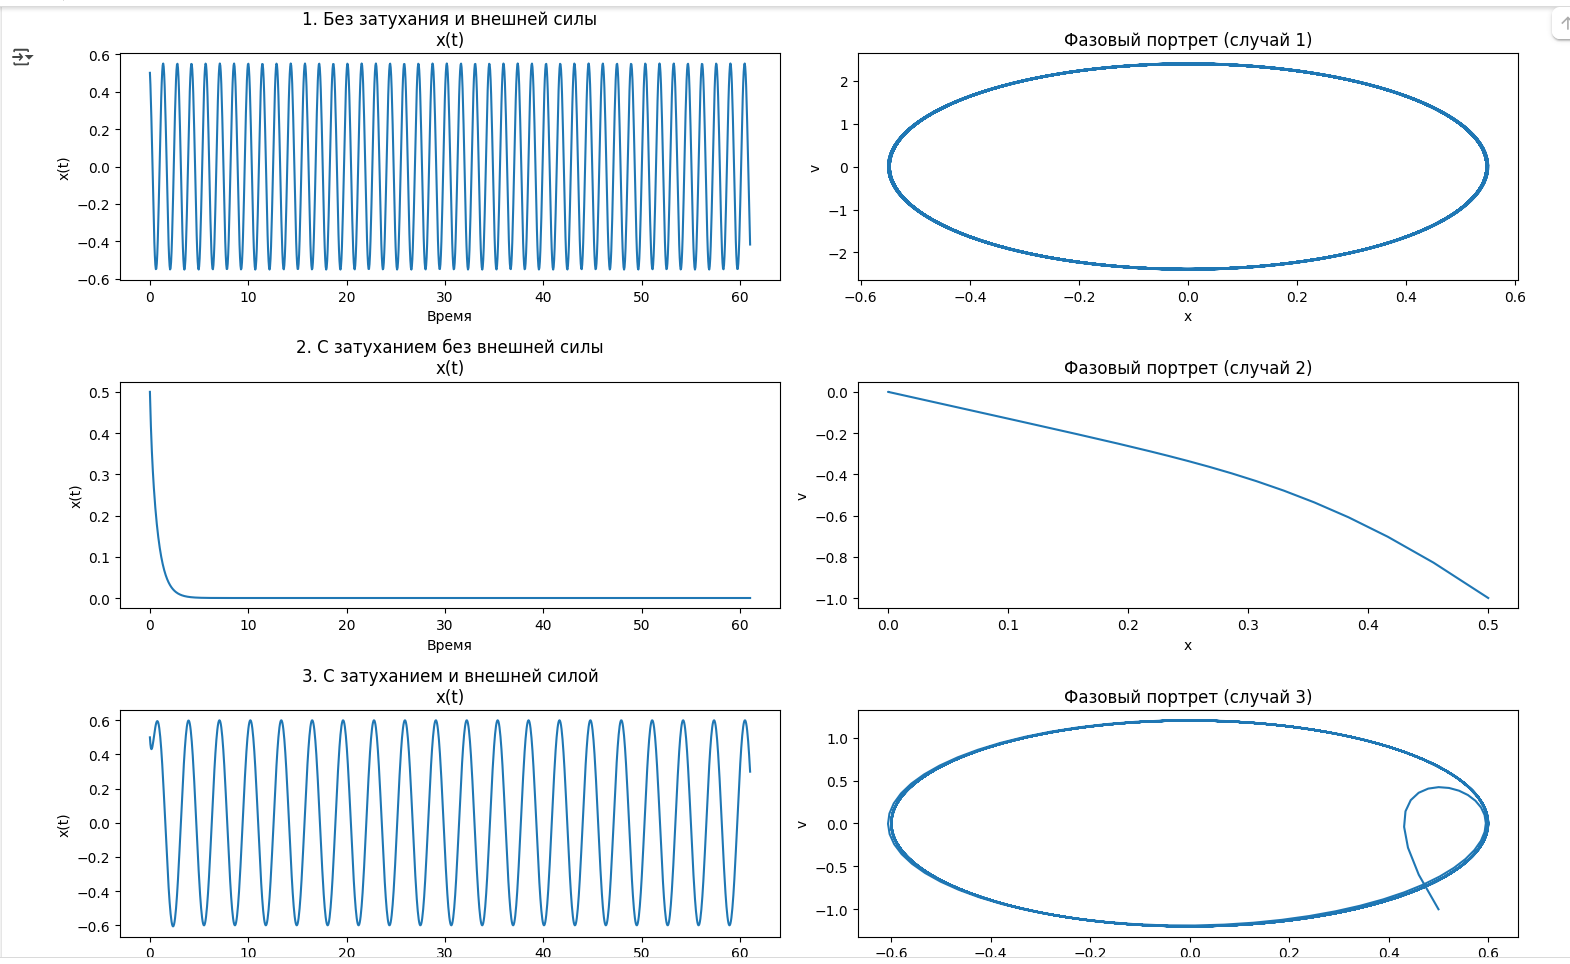 1. Без затухания и внешней силы
x(t)
0.6
0.4
0.2
0.0
−0.2
−0.4
−0.6
x(t)
0 10 20 30 40 50 60
Время
Фазовый портрет (случай 1)
2
1
0
−1
−2
v
−0.6 −0.4 −0.2 0.0 0.2 0.4 0.6
x
2. С затуханием без внешней силы
x(t)
0.5
0.4
0.3
0.2
0.1
0.0
x(t)
0 10 20 30 40 50 60
Время
Фазовый портрет (случай 2)
0.0
−0.2
−0.4
−0.6
−0.8
−1.0
v
0.0 0.1 0.2 0.3 0.4 0.5
x
3. С затуханием и внешней силой
x(t)
0.6
0.4
0.2
0.0
−0.2
−0.4
−0.6
x(t)
0 10 20 30 40 50 60
Фазовый портрет (случай 3)
1.0
0.5
0.0
−0.5
−1.0
v
−0.6 −0.4 −0.2 0.0 0.2 0.4 0.6